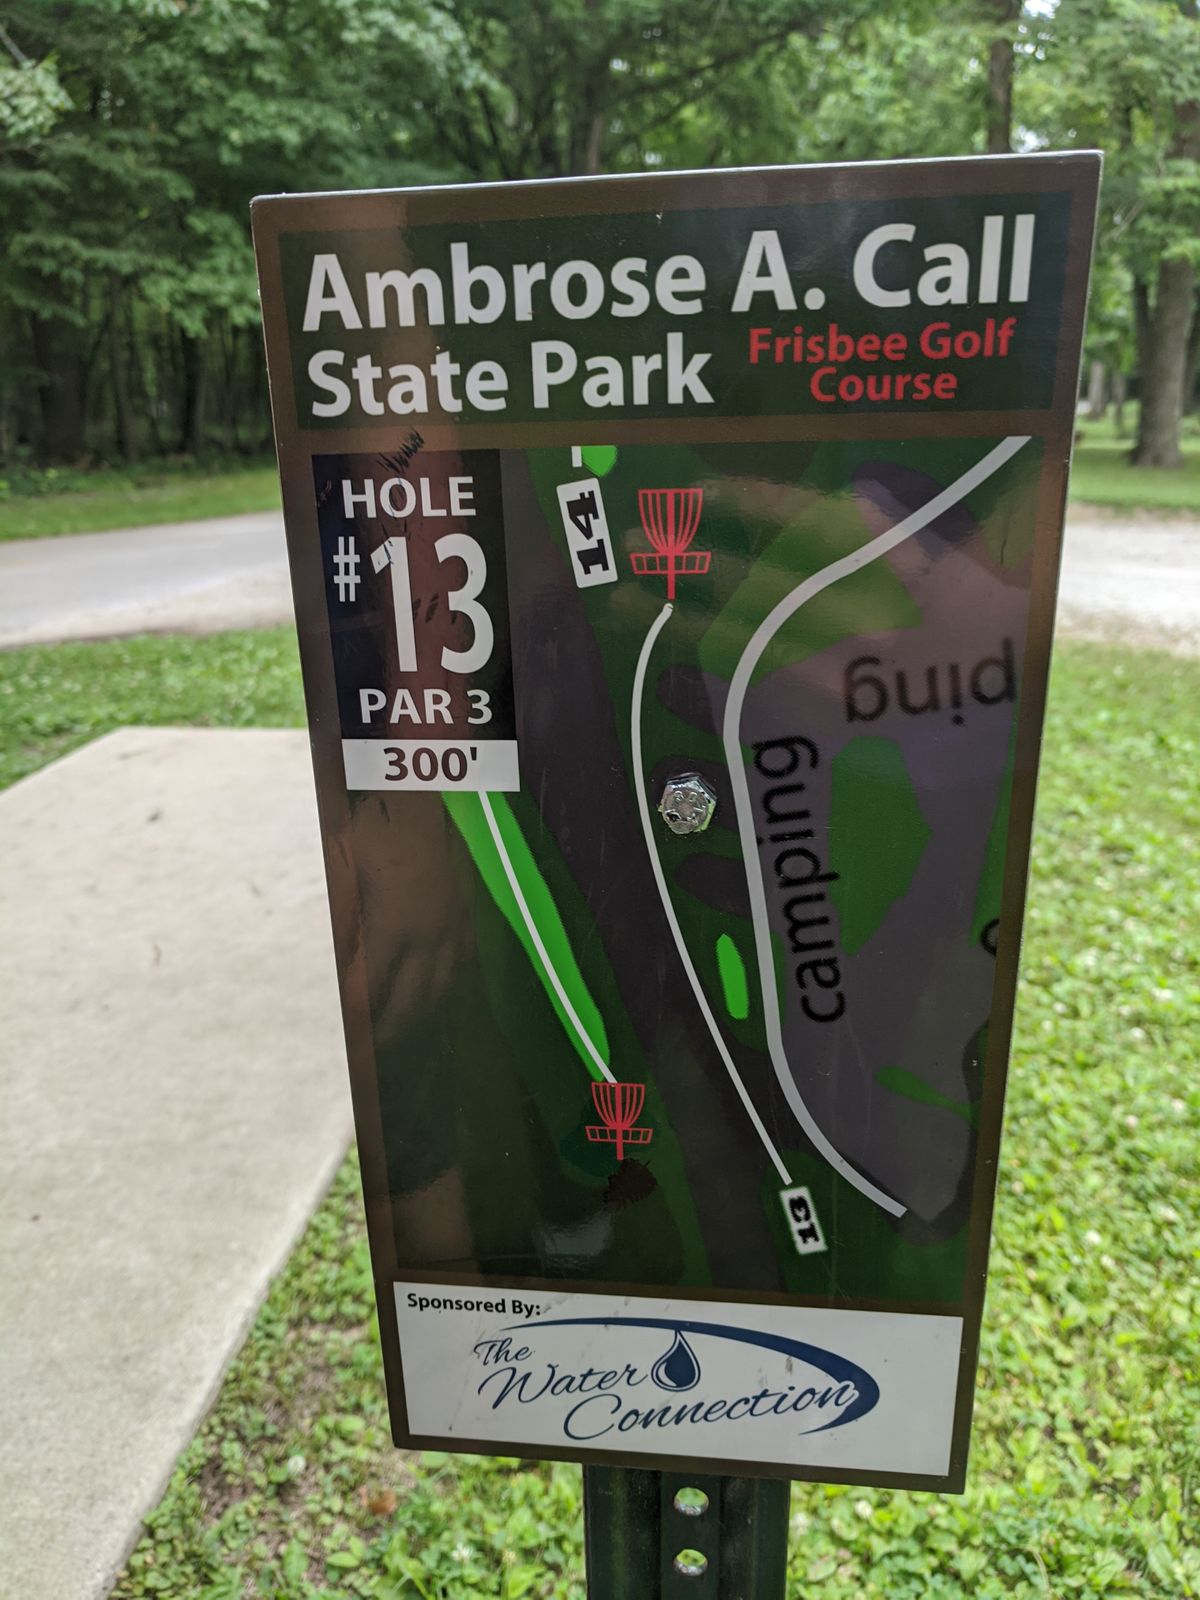 Ambrose A. Call
State Park
Frisbee Golf
Course
HOLE
#13
PAR 3
300'
14
ping
camping
13
Sponsored By:
The
Water
Connection